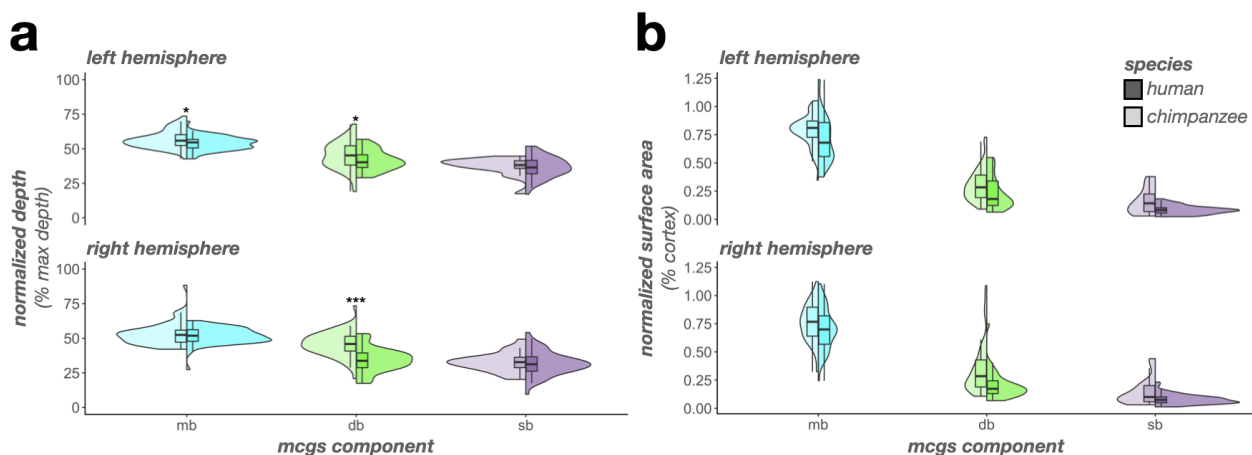 a
left hemisphere
100
75
50
25
0
*
*
right hemisphere
100
75
50
25
0
***
normalized depth
(% max depth)
mb
db
sb
mcgs component
b
left hemisphere
1.25
1.00
0.75
0.50
0.25
0.00
right hemisphere
1.25
1.00
0.75
0.50
0.25
0.00
normalized surface area
(% cortex)
mb
db
sb
mcgs component
species
human
chimpanzee